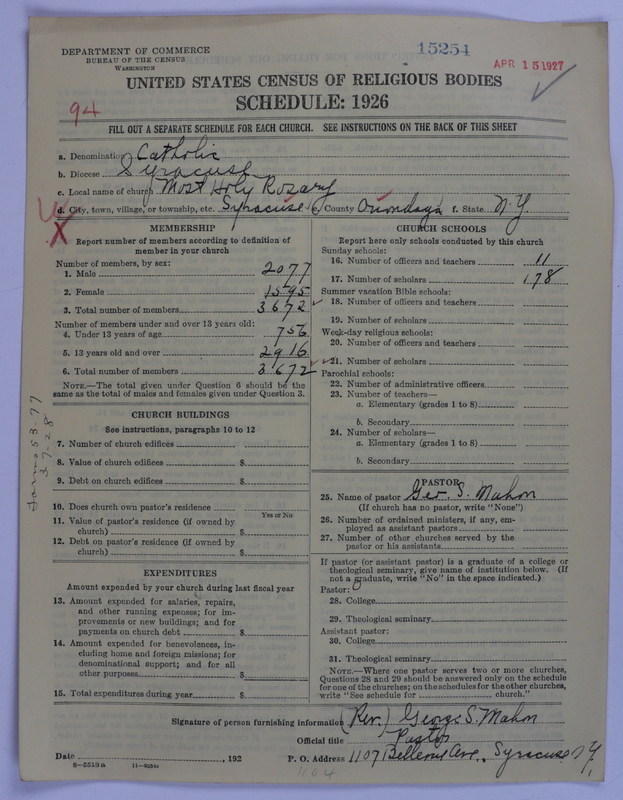 DEPARTMENT OF COMMERCE
BUREAU OF THE CENSUS
WASHINGTON
15254
APR 15 1927
UNITED STATES CENSUS OF RELIGIOUS BODIES
SCHEDULE: 1926
94
FILL OUT A SEPARATE SCHEDULE FOR EACH CHURCH. SEE INSTRUCTIONS ON THE BACK OF THIS SHEET
a. Denomination Catholic
b. Diocese Syracuse
c. Local name of church Most Holy Rosary
d. City, town, village, or township, etc. Syracuse e. County Onondaga f. State N.Y.
X
MEMBERSHIP
Report number of members according to definition of member in your church
Number of members, by sex:
1. Male 2077
2. Female 1595
3. Total number of members 3672
Number of members under and over 13 years old:
4. Under 13 years of age 756
5. 13 years old and over 2916
6. Total number of members 3672
NOTE.—The total given under Question 6 should be the same as the total of males and females given under Question 3.
CHURCH BUILDINGS
See instructions, paragraphs 10 to 12
7. Number of church edifices
8. Value of church edifices $
9. Debt on church edifices $
10. Does church own pastor's residence
Yes or No
11. Value of pastor's residence (if owned by church) $
12. Debt on pastor's residence (if owned by church) $
EXPENDITURES
Amount expended by your church during last fiscal year
13. Amount expended for salaries, repairs, and other running expenses; for improvements or new buildings; and for payments on church debt $
14. Amount expended for benevolences, including home and foreign missions; for denominational support; and for all other purposes $
15. Total expenditures during year $
CHURCH SCHOOLS
Report here only schools conducted by this church
Sunday schools:
16. Number of officers and teachers 11
17. Number of scholars 178
Summer vacation Bible schools:
18. Number of officers and teachers
19. Number of scholars
Week-day religious schools:
20. Number of officers and teachers
21. Number of scholars
Parochial schools:
22. Number of administrative officers
23. Number of teachers—
a. Elementary (grades 1 to 8)
b. Secondary
24. Number of scholars—
a. Elementary (grades 1 to 8)
b. Secondary
PASTOR
25. Name of pastor Geo. S. Mahon
(If church has no pastor, write "None")
26. Number of ordained ministers, if any, employed as assistant pastors
27. Number of other churches served by the pastor or his assistants
If pastor (or assistant pastor) is a graduate of a college or theological seminary, give name of institution below. (If not a graduate, write "No" in the space indicated.)
Pastor:
28. College
29. Theological seminary
Assistant pastor:
30. College
31. Theological seminary
NOTE.—Where one pastor serves two or more churches, Questions 28 and 29 should be answered only on the schedule for one of the churches; on the schedules for the other churches, write "See schedule for church."
Signature of person furnishing information (Rev.) George S. Mahon
Official title Pastor
Date , 192 P. O. Address 1107 Bellevue Ave. Syracuse N.Y.
8-5519a
1104